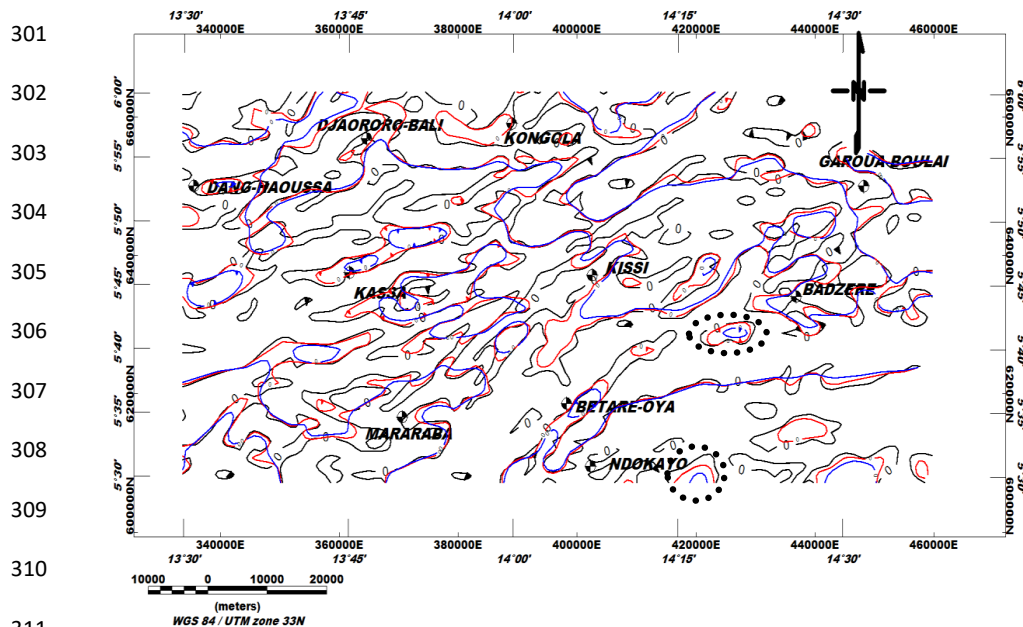 301
13°30' 13°45' 14°00' 14°15' 14°30'
340000E 360000E 380000E 400000E 420000E 440000E 460000E
302
6°00'
660000N 660000N
N
DJAORORO-BALI
KONGOLA
303
5°55'
GAROUA-BOULAI
DANG-HAOUSSA
304
5°50'
640000N 640000N
KISSI
305
5°45'
KASSA
BADZERE
306
5°40'
307
620000N 620000N
5°35'
BETARE-OYA
MARARABA
308
NDOKAYO
5°30'
600000N 600000N
309
340000E 360000E 380000E 400000E 420000E 440000E 460000E
13°30' 13°45' 14°00' 14°15' 14°30'
310
10000 0 10000 20000
(meters)
WGS 84 / UTM zone 33N